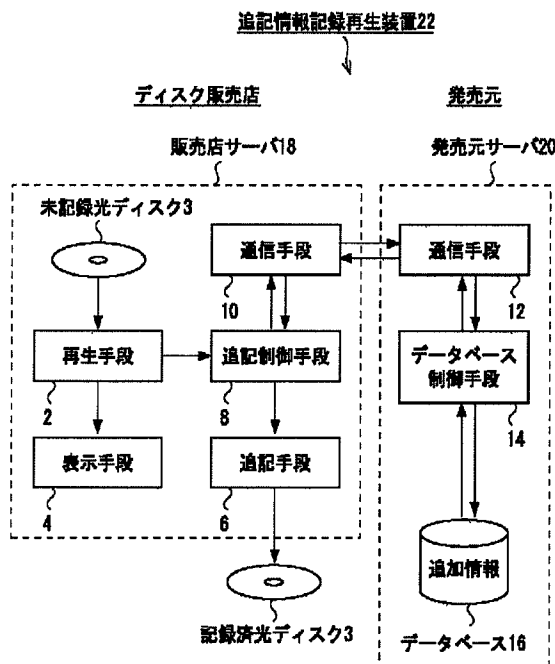 追記情報記録再生装置22
ディスク販売店
発売元
販売店サーバ18
発売元サーバ20
未記録光ディスク3
通信手段
10
通信手段
12
再生手段
2
追記制御手段
8
データベース
制御手段
14
表示手段
4
追記手段
6
追加情報
記録済光ディスク3
データベース16